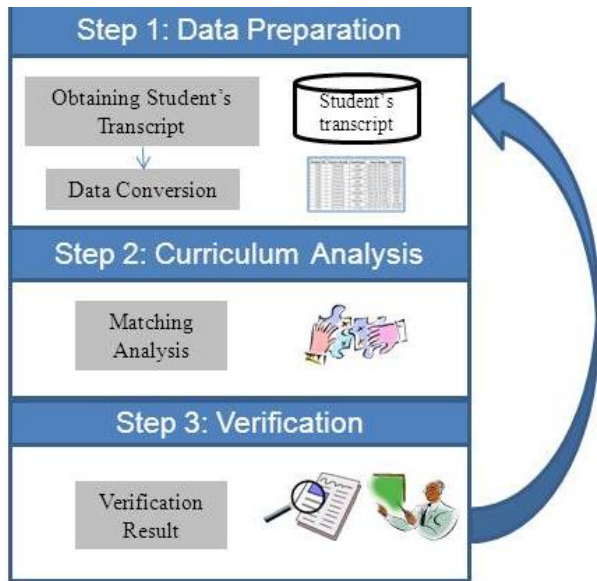 Step 1: Data Preparation
Obtaining Student's
Transcript
Student's
transcript
Data Conversion
Step 2: Curriculum Analysis
Matching
Analysis
Step 3: Verification
Verification
Result